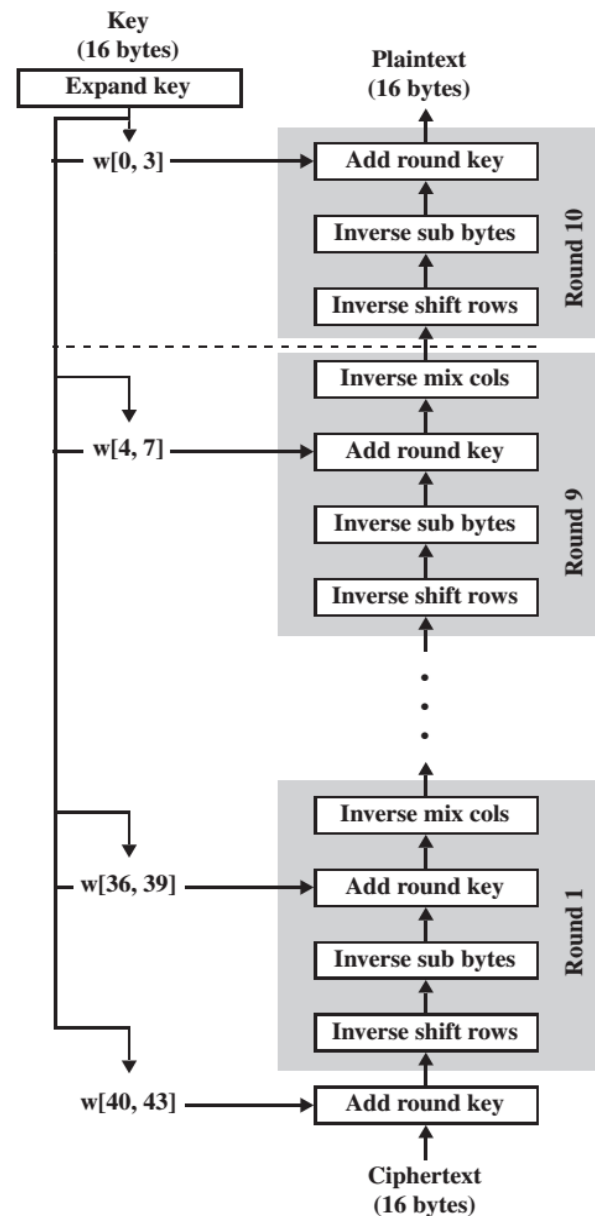 Key
(16 bytes)
Expand key
Plaintext
(16 bytes)
w[0, 3]
Add round key
Inverse sub bytes
Inverse shift rows
Round 10
Inverse mix cols
w[4, 7]
Add round key
Inverse sub bytes
Inverse shift rows
Round 9
Inverse mix cols
w[36, 39]
Add round key
Inverse sub bytes
Inverse shift rows
Round 1
w[40, 43]
Add round key
Ciphertext
(16 bytes)